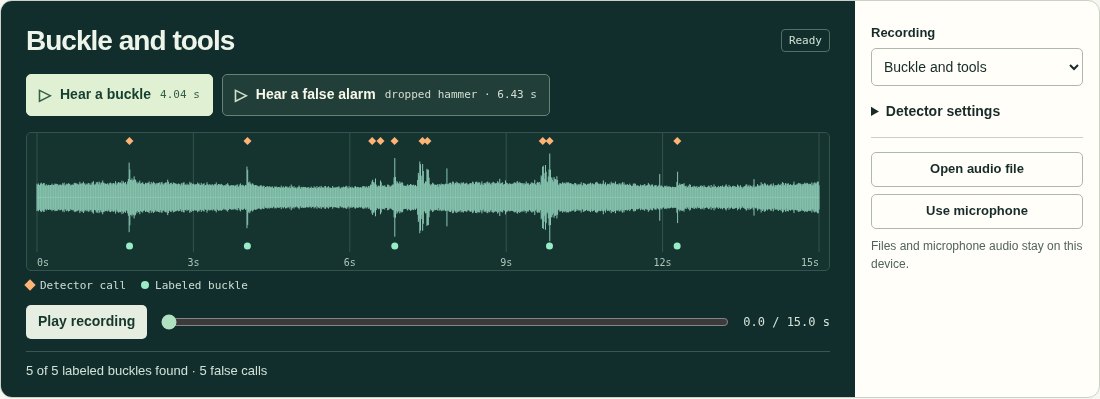 Buckle and tools
Ready
Hear a buckle 4.04 s
Hear a false alarm dropped hammer · 6.43 s
0s 3s 6s 9s 12s 15s
Detector call Labeled buckle
Play recording 0.0 / 15.0 s
5 of 5 labeled buckles found · 5 false calls
Recording
Buckle and tools
Detector settings
Open audio file
Use microphone
Files and microphone audio stay on this
device.